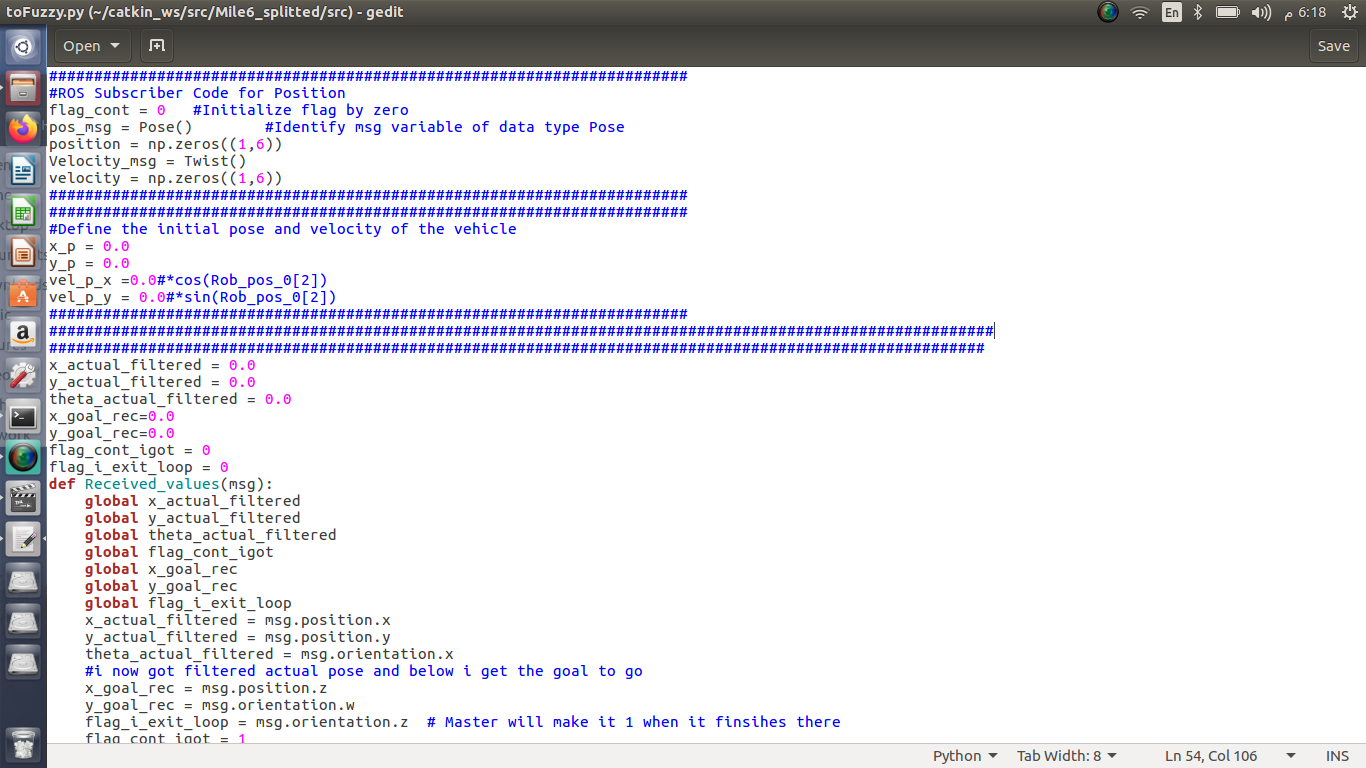 toFuzzy.py (~/catkin_ws/src/Mile6_splitted/src) - gedit
En
6:18 م
Open
Save
#######################################################################
#ROS Subscriber Code for Position
flag_cont = 0   #Initialize flag by zero
pos_msg = Pose()        #Identify msg variable of data type Pose
position = np.zeros((1,6))
Velocity_msg = Twist()
velocity = np.zeros((1,6))
#######################################################################
#######################################################################
#Define the initial pose and velocity of the vehicle
x_p = 0.0
y_p = 0.0
vel_p_x =0.0#*cos(Rob_pos_0[2])
vel_p_y = 0.0#*sin(Rob_pos_0[2])
#######################################################################
#########################################################################################################
########################################################################################################
x_actual_filtered = 0.0
y_actual_filtered = 0.0
theta_actual_filtered = 0.0
x_goal_rec=0.0
y_goal_rec=0.0
flag_cont_igot = 0
flag_i_exit_loop = 0
def Received_values(msg):
    global x_actual_filtered
    global y_actual_filtered
    global theta_actual_filtered
    global flag_cont_igot
    global x_goal_rec
    global y_goal_rec
    global flag_i_exit_loop
    x_actual_filtered = msg.position.x
    y_actual_filtered = msg.position.y
    theta_actual_filtered = msg.orientation.x
    #i now got filtered actual pose and below i get the goal to go
    x_goal_rec = msg.position.z
    y_goal_rec = msg.orientation.w
    flag_i_exit_loop = msg.orientation.z  # Master will make it 1 when it finsihes there
    flag_cont_igot = 1
Python
Tab Width: 8
Ln 54, Col 106
INS